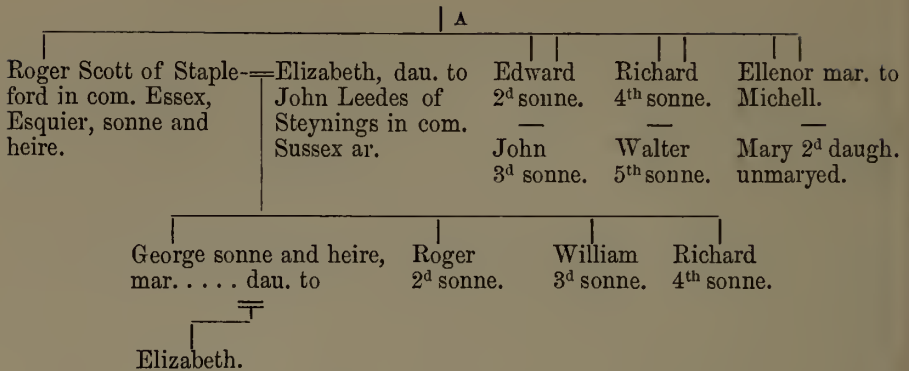 A
Roger Scott of Staple-
ford in com. Essex,
Esquier, sonne and
heire.
Elizabeth, dau. to
John Leedes of
Steynings in com.
Sussex ar.
Edward
2d sonne.
—
John
3d sonne.
Richard
4th sonne.
—
Walter
5th sonne.
Ellenor mar. to
Michell.
—
Mary 2d daugh.
unmaryed.
George sonne and heire,
mar. . . . . dau. to
Roger
2d sonne.
William
3d sonne.
Richard
4th sonne.
Elizabeth.